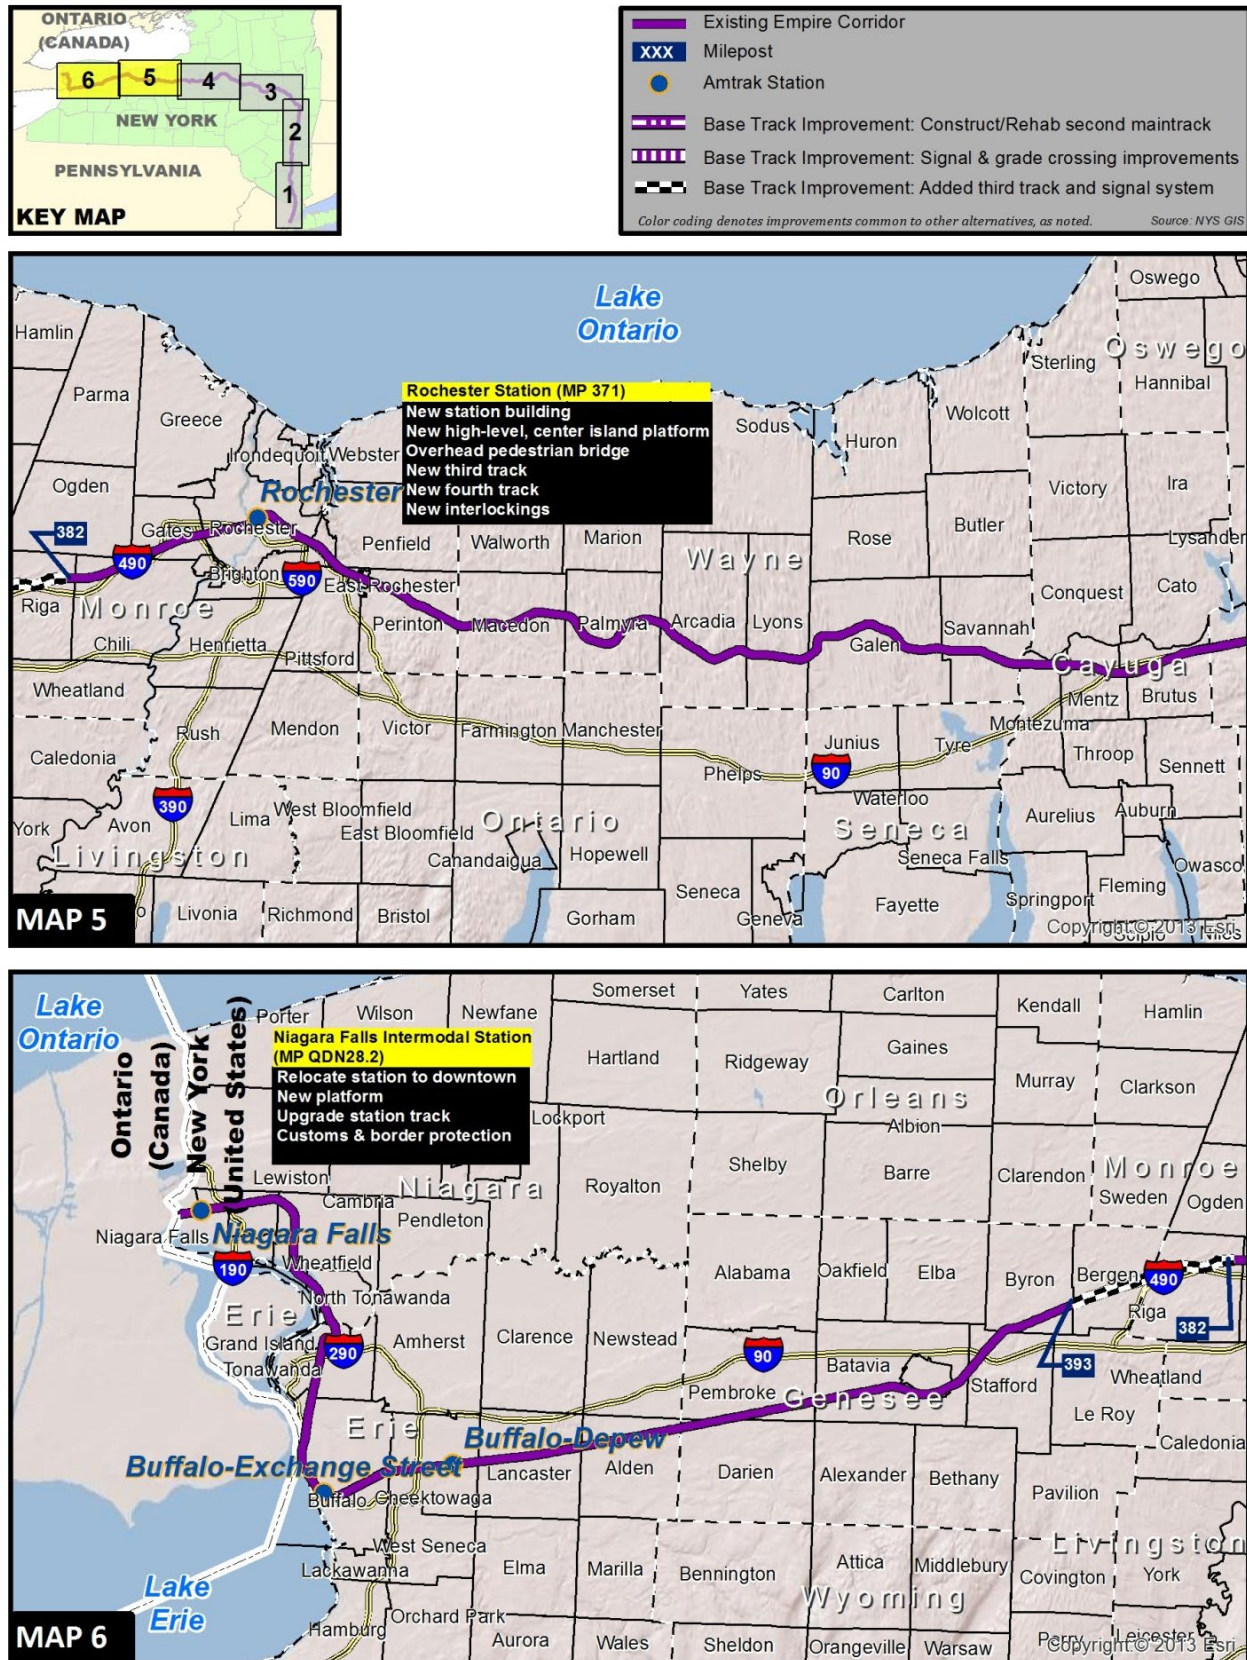 ONTARIO
(CANADA)
6
5
4
3
2
1
NEW YORK
PENNSYLVANIA
KEY MAP
Existing Empire Corridor
XXX Milepost
Amtrak Station
Base Track Improvement: Construct/Rehab second maintrack
Base Track Improvement: Signal & grade crossing improvements
Base Track Improvement: Added third track and signal system
Color coding denotes improvements common to other alternatives, as noted. Source: NYS GIS
Lake
Ontario
Oswego
Hamlin
Oswego
Sterling
Hannibal
Parma
Greece
Rochester Station (MP 371)
New station building
New high-level, center island platform
Overhead pedestrian bridge
New third track
New fourth track
New interlockings
Sodus
Huron
Wolcott
Irondequoit
Webster
Ogden
Rochester
Victory
Ira
382
Gates
Rochester
Penfield
Walworth
Marion
Wayne
Rose
Butler
Lysander
490
Brighton
590
East Rochester
Conquest
Cato
Riga
Monroe
Perinton
Macedon
Palmyra
Arcadia
Lyons
Galen
Savannah
Chili
Henrietta
Pittsford
Cayuga
Wheatland
Mentz
Brutus
Rush
Mendon
Victor
Farmington
Manchester
Junius
Tyre
Montezuma
Caledonia
Phelps
90
Throop
Sennett
390
Waterloo
York
Avon
Lima
West Bloomfield
East Bloomfield
Ontario
Seneca
Aurelius
Auburn
Livingston
Canandaigua
Hopewell
Seneca Falls
Owasco
Seneca
Geneva
Fayette
Springport
Fleming
MAP 5
o
Livonia
Richmond
Bristol
Gorham
Scipio
Niles
Copyright:© 2013 Esri
Lake
Ontario
Porter
Wilson
Newfane
Somerset
Yates
Carlton
Kendall
Hamlin
Ontario
(Canada)
New York
(United States)
Niagara Falls Intermodal Station
(MP QDN28.2)
Relocate station to downtown
New platform
Upgrade station track
Customs & border protection
Hartland
Ridgeway
Gaines
Murray
Clarkson
Orleans
Lockport
Albion
Lewiston
Cambria
Niagara
Royalton
Shelby
Barre
Clarendon
Monroe
Sweden
Ogden
Pendleton
Niagara Falls
Niagara Falls
190
Wheatfield
Alabama
Oakfield
Elba
Byron
Bergen
490
North Tonawanda
Erie
Riga
382
Grand Island
290
Amherst
Clarence
Newstead
90
Tonawanda
Batavia
393
Pembroke
Genesee
Stafford
Wheatland
Erie
Le Roy
Buffalo-Depew
Caledonia
Buffalo-Exchange Street
Lancaster
Alden
Darien
Alexander
Bethany
Buffalo
Cheektowaga
Pavilion
West Seneca
Livingston
Lackawanna
Elma
Marilla
Bennington
Attica
Middlebury
Covington
York
Lake
Erie
Wyoming
Orchard Park
Hamburg
Aurora
Wales
Sheldon
Orangeville
Warsaw
Perry
Leicester
MAP 6
Copyright:© 2013 Esri